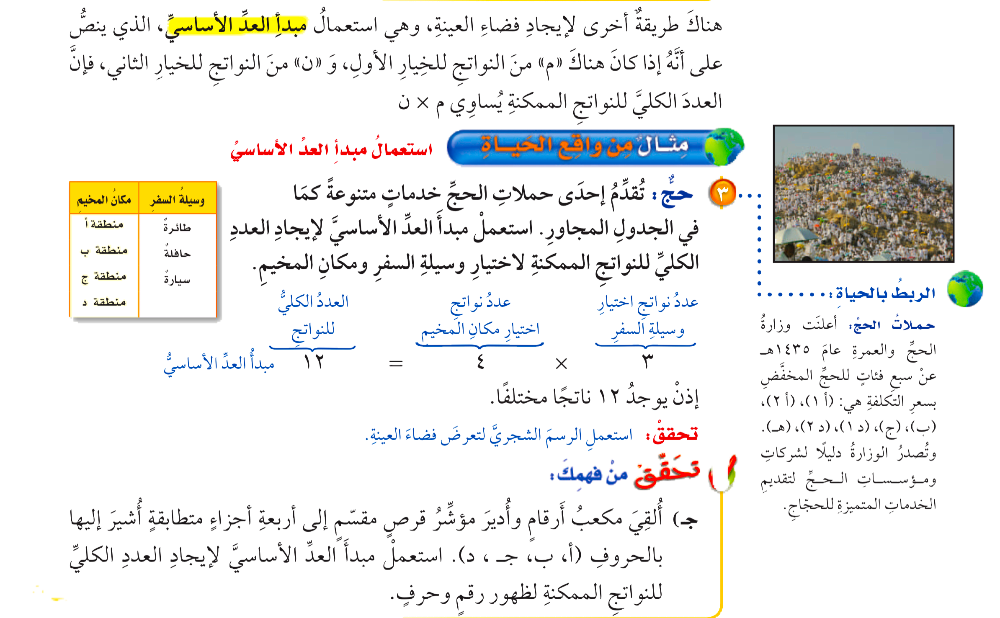 هناكَ طريقةٌ أخرى لإيجادِ فضاءِ العينةِ، وهي استعمالُ مبدأِ العدِّ الأساسيِّ، الذي ينصُّ
على أنَّهُ إذا كانَ هناكَ «م» منَ النواتجِ للخِيارِ الأولِ، وَ «ن» منَ النواتجِ للخيارِ الثاني، فإنَّ
العددَ الكليَّ للنواتجِ الممكنةِ يُساوِي م × ن
مِثـالٌ مِن واقِعِ الحَيـاةِ
استعمالُ مبدأِ العدِّ الأساسيِّ
٣
حجٌّ: تُقدِّمُ إحدَى حملاتِ الحجِّ خدماتٍ متنوعةً كمَا
في الجدولِ المجاورِ. استعملْ مبدأَ العدِّ الأساسيَّ لإيجادِ العددِ
الكليِّ للنواتجِ الممكنةِ لاختيارِ وسيلةِ السفرِ ومكانِ المخيمِ.
وسيلةُ السفرِ مكانُ المخيمِ
طائرةٌ منطقة أ
حافلةٌ منطقة ب
سيارةٌ منطقة ج
منطقة د
عددُ نواتجِ اختيارِ عددُ نواتجِ العددُ الكليُّ
وسيلةِ السفرِ اختيارِ مكانِ المخيمِ للنواتجِ
٣ × ٤ = ١٢ مبدأُ العدِّ الأساسيُّ
إذنْ يوجدُ ١٢ ناتجًا مختلفًا.
تحققْ: استعملِ الرسمَ الشجريَّ لتعرضَ فضاءَ العينةِ.
تَحَقَّقْ منْ فهمِكَ:
جـ) أُلقِيَ مكعبُ أَرقامٍ وأُديرَ مؤشِّرُ قرصٍ مقسّمٍ إلى أربعةِ أجزاءٍ متطابقةٍ أُشيرَ إليها
بالحروفِ (أ، ب، جـ ، د). استعملْ مبدأَ العدِّ الأساسيَّ لإيجادِ العددِ الكليِّ
للنواتجِ الممكنةِ لظهور رقمٍ وحرفٍ.
الربطُ بالحياةِ:
حملاتُ الحجِّ: أعلنَت وزارةُ
الحجِّ والعمرةِ عامَ ١٤٣٥هـ
عنْ سبعِ فئاتٍ للحجِّ المخفَّضِ
بسعرِ التكلفةِ هي: (أ ١)، (أ ٢)،
(ب)، (ج)، (د ١)، (د ٢)، (هـ).
وتُصدرُ الوزارةُ دليلًا لشركاتِ
ومـؤسـسـاتِ الـحـجِّ لتقديمِ
الخدماتِ المتميزةِ للحجّاجِ.